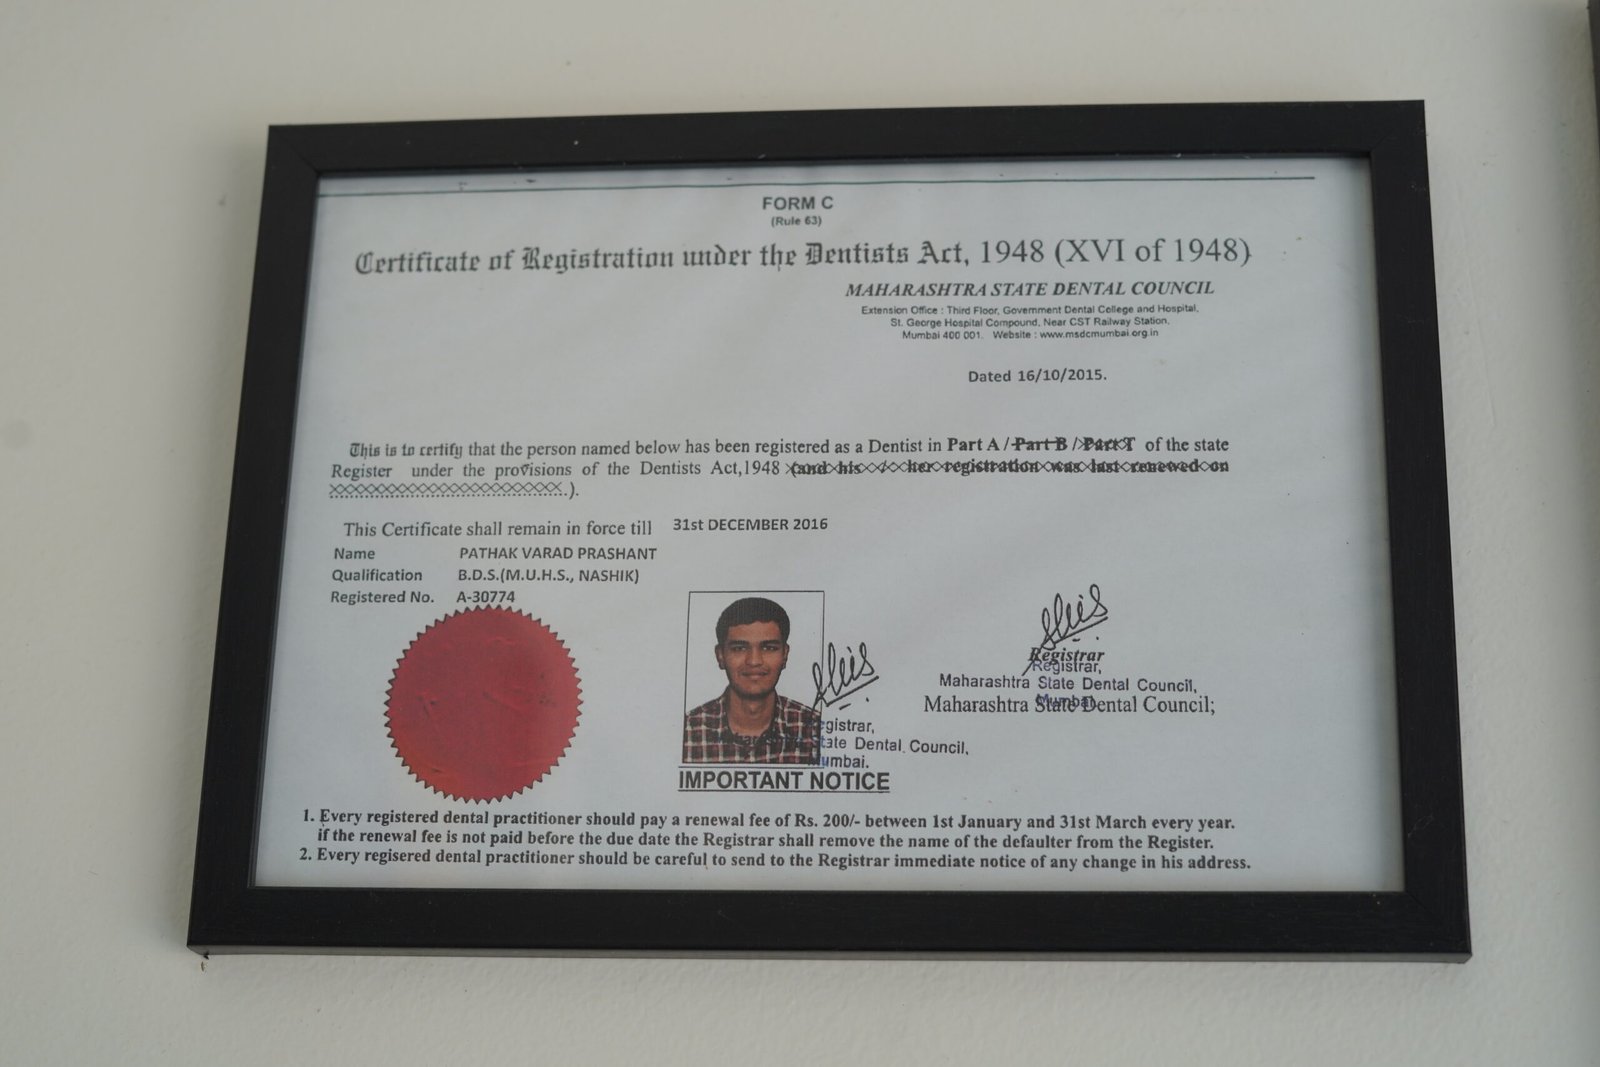 FORM C
(Rule 63)
Certificate of Registration under the Dentists Act, 1948 (XVI of 1948)
MAHARASHTRA STATE DENTAL COUNCIL
Extension Office : Third Floor, Government Dental College and Hospital,
St. George Hospital Compound, Near CST Railway Station,
Mumbai 400 001. Website : www.msdcmumbai.org.in
Dated 16/10/2015.
This is to certify that the person named below has been registered as a Dentist in Part A / Part B / Part T of the state
Register under the provisions of the Dentists Act,1948 (and his / her registration was last renewed on
.).
This Certificate shall remain in force till 31st DECEMBER 2016
Name PATHAK VARAD PRASHANT
Qualification B.D.S.(M.U.H.S., NASHIK)
Registered No. A-30774
Registrar
Registrar,
Maharashtra State Dental Council,
Mumbai.
Maharashtra State Dental Council;
Registrar,
State Dental Council,
Mumbai.
IMPORTANT NOTICE
1. Every registered dental practitioner should pay a renewal fee of Rs. 200/- between 1st January and 31st March every year.
if the renewal fee is not paid before the due date the Registrar shall remove the name of the defaulter from the Register.
2. Every regisered dental practitioner should be careful to send to the Registrar immediate notice of any change in his address.